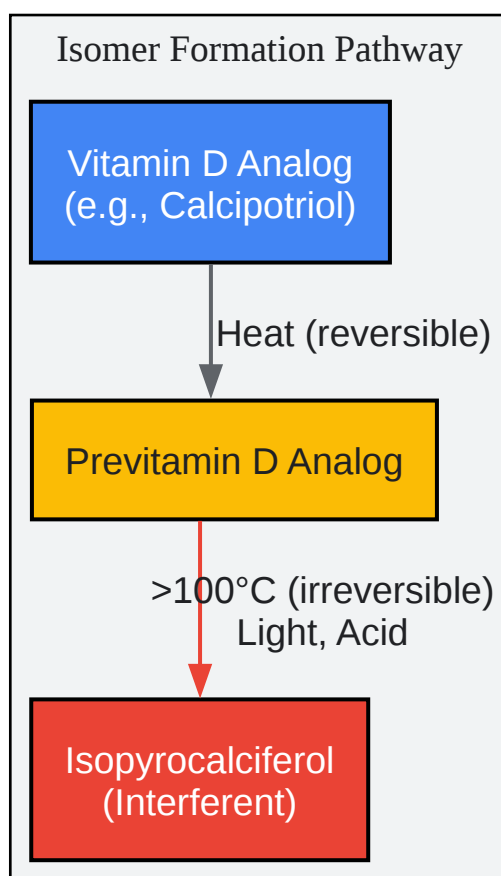 Isomer Formation Pathway
Vitamin D Analog
(e.g., Calcipotriol)
Heat (reversible)
Previtamin D Analog
>100°C (irreversible)
Light, Acid
Isopyrocalciferol
(Interferent)